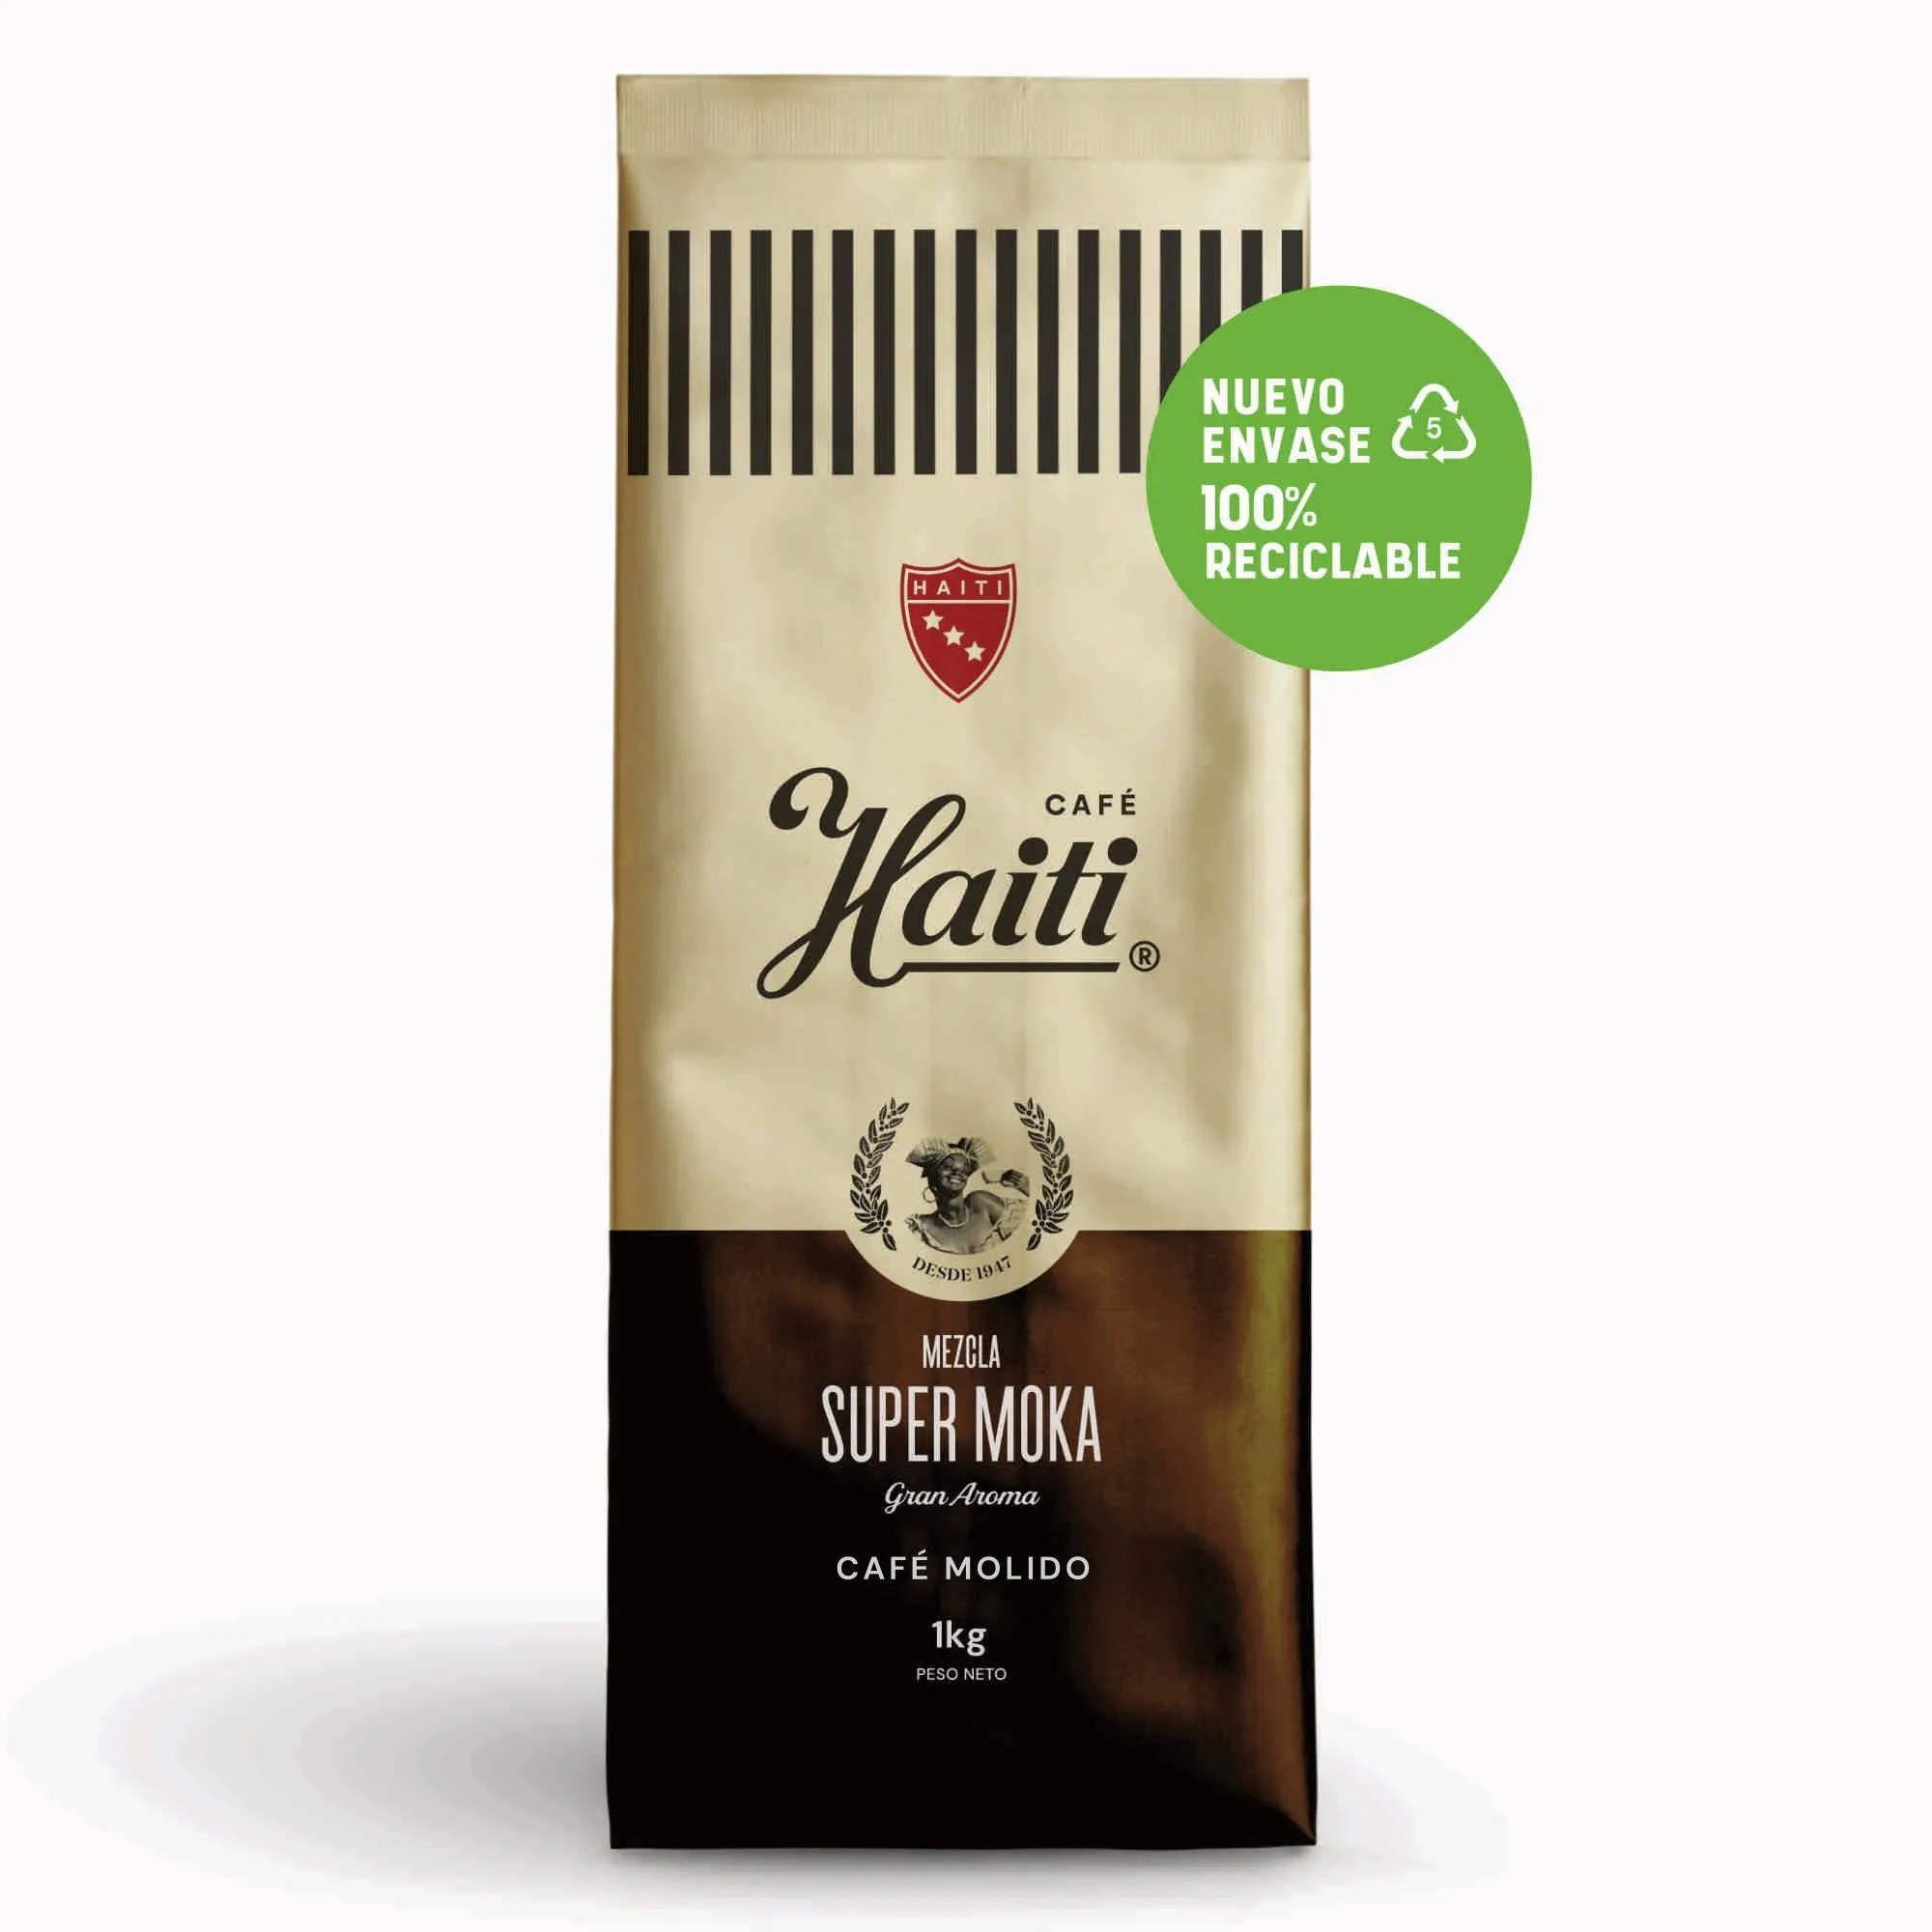 NUEVO
ENVASE 5
100%
RECICLABLE
HAITI
CAFÉ
Haiti ®
DESDE 1947
MEZCLA
SUPER MOKA
Gran Aroma
CAFÉ MOLIDO
1kg
PESO NETO